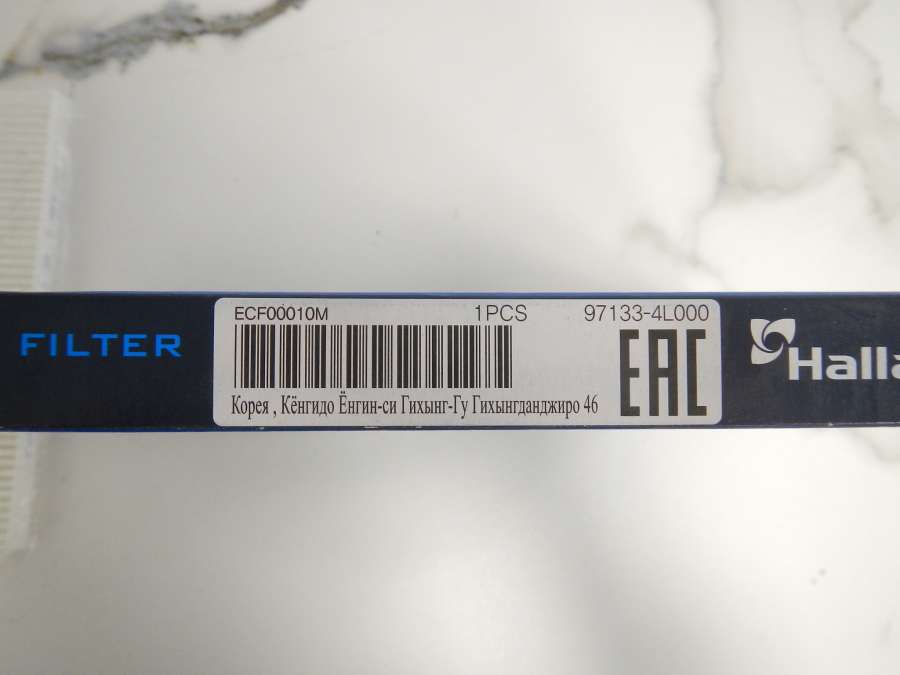 FILTER
ECF00010M 1PCS 97133-4L000
Корея , Кёнгидо Ёнгин-си Гихынг-Гу Гихынгданджиро 46
EAC
Halla